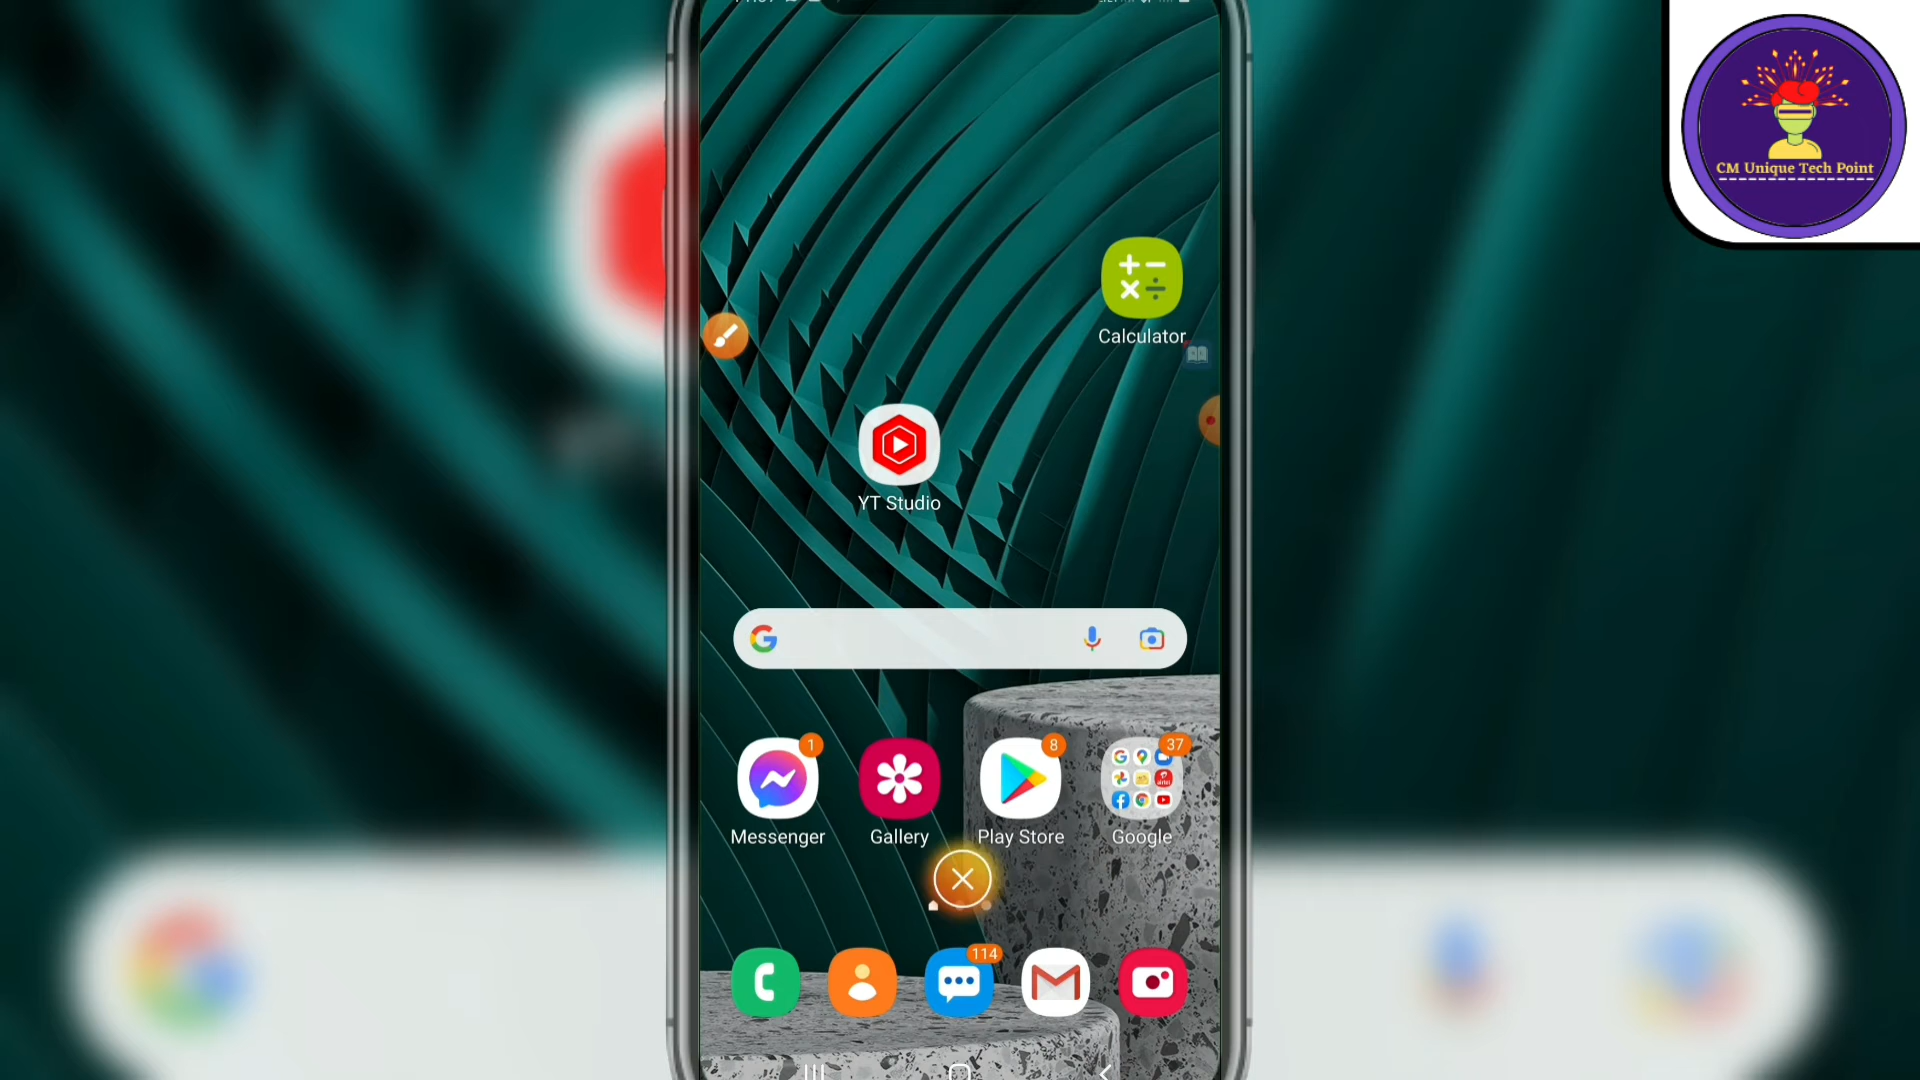 CM Unique Tech Point
Calculator
YT Studio
1
8
37
Messenger
Gallery
Play Store
Google
114